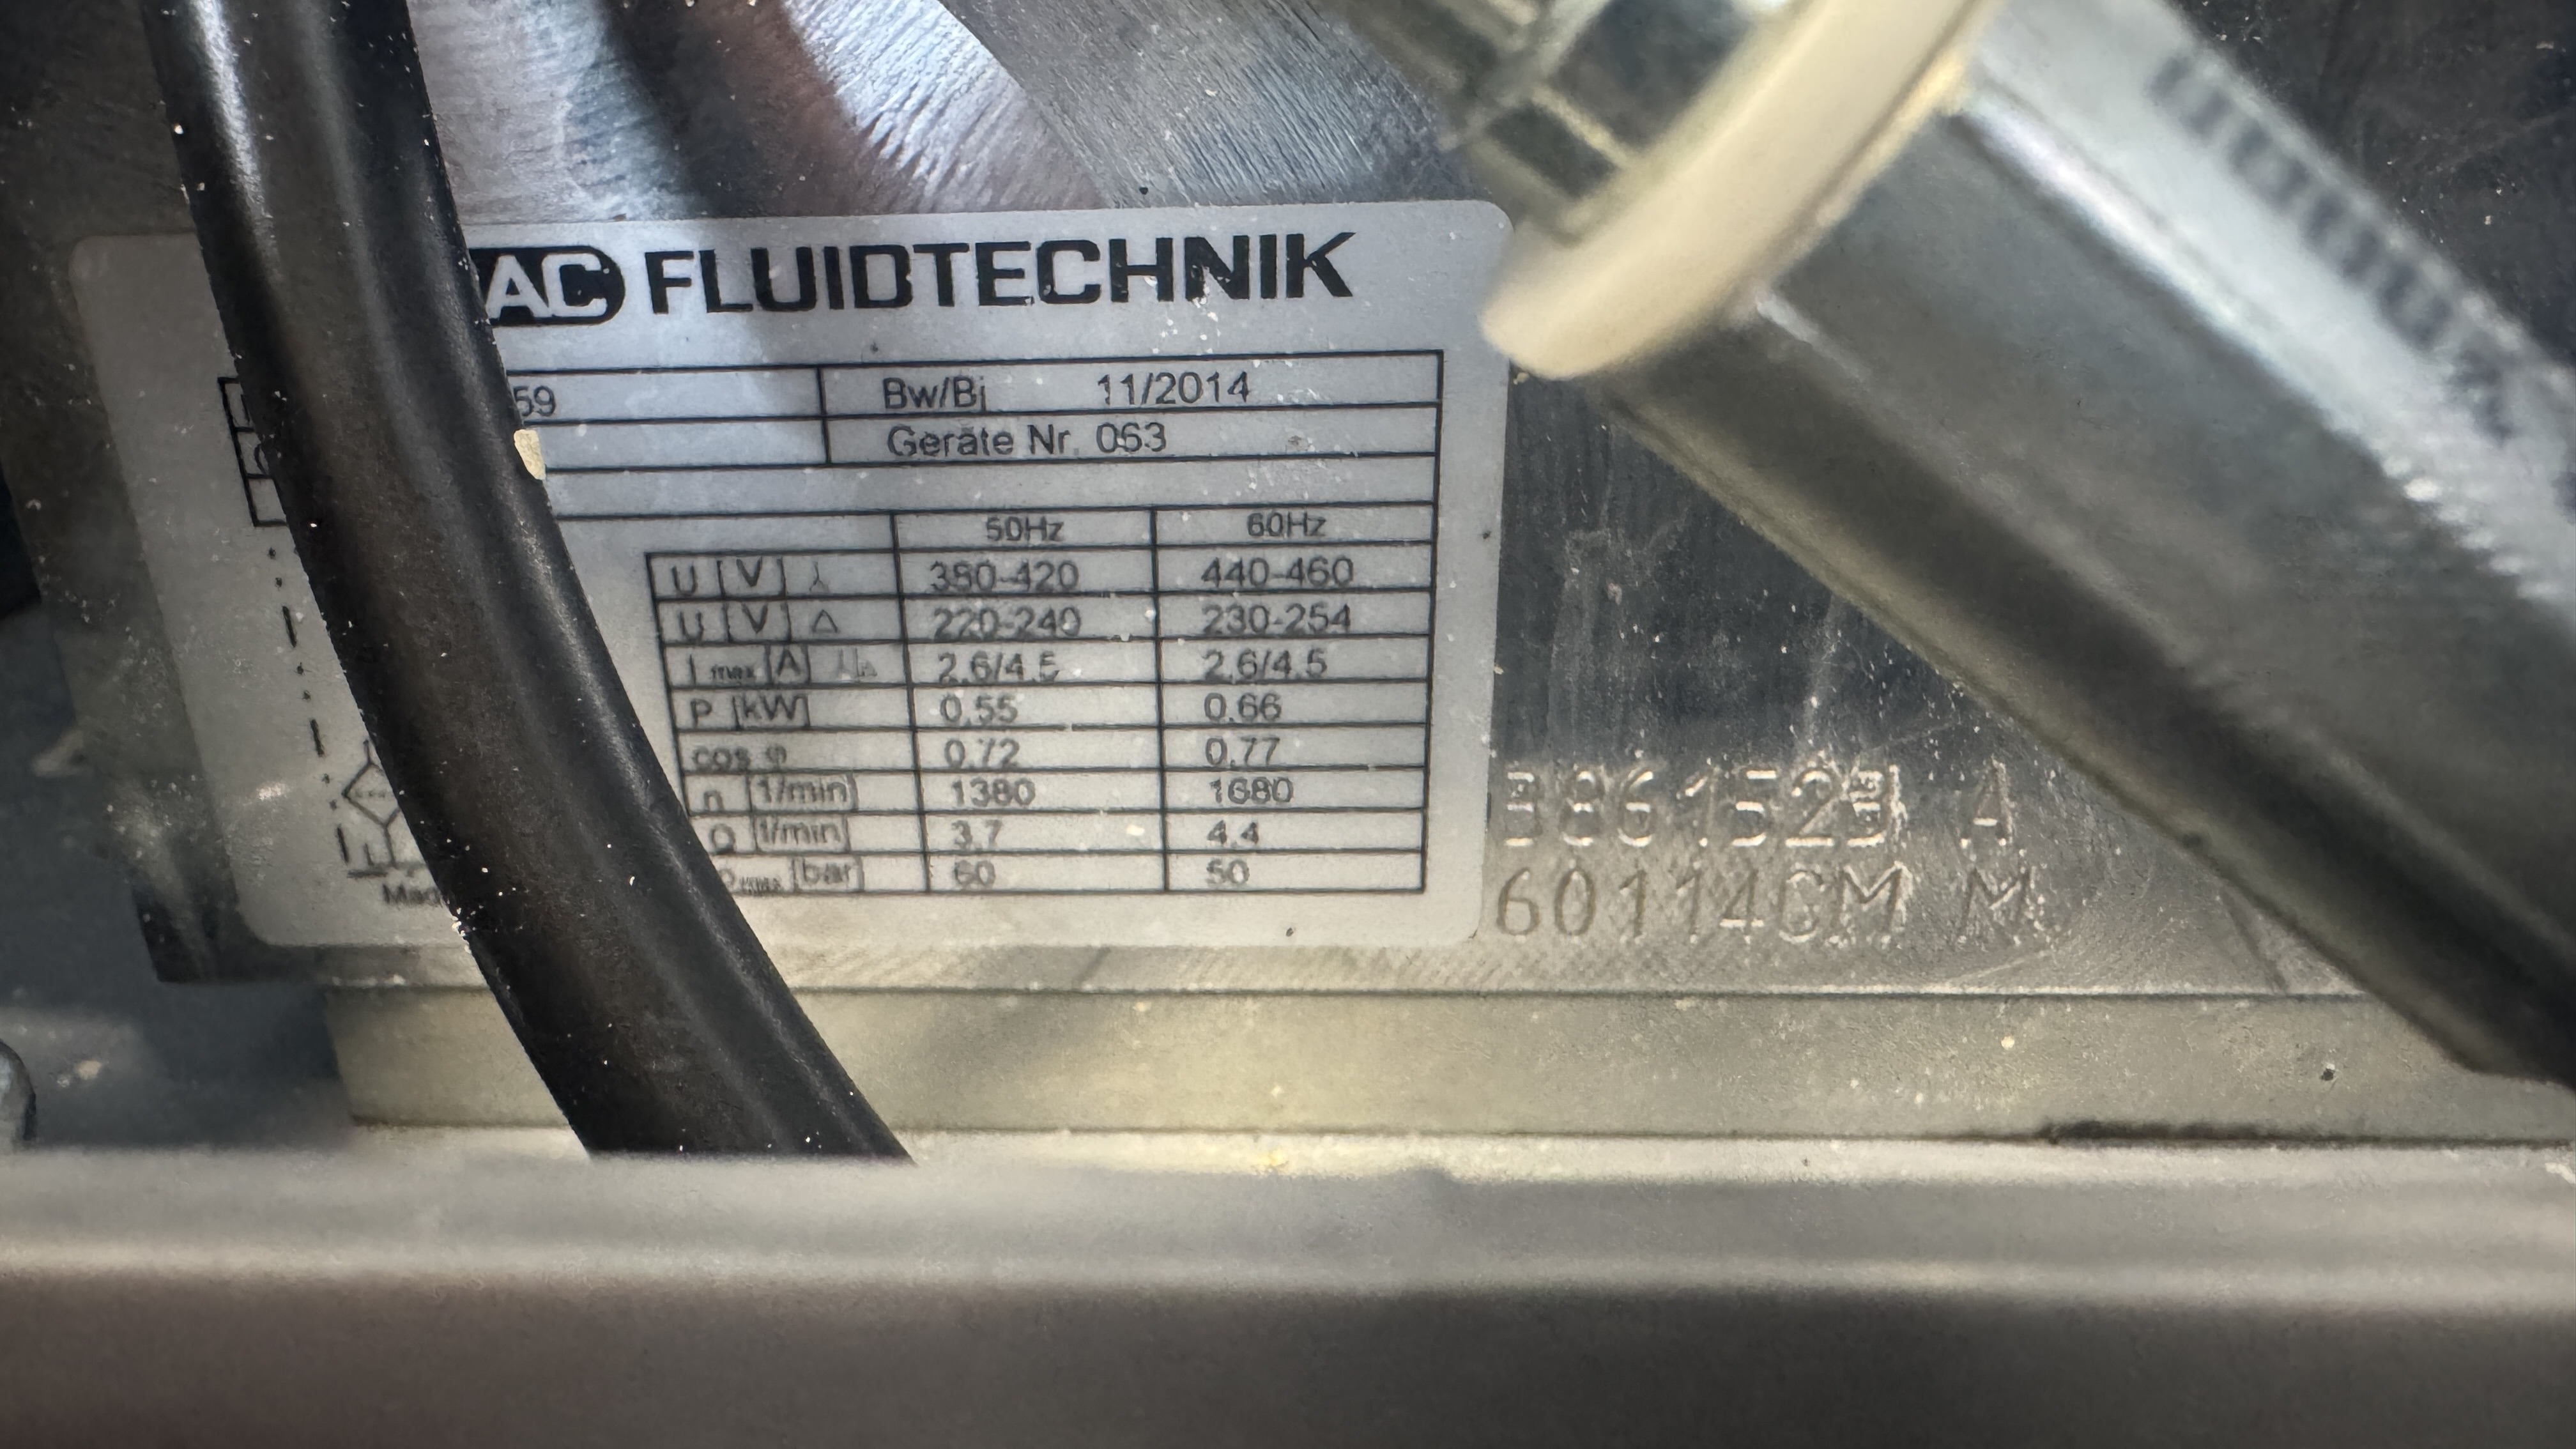 AC FLUIDTECHNIK
59 Bw/Bj 11/2014
Geräte Nr. 063
50Hz 60Hz
U [V] 380-420 440-460
U [V] Δ 220-240 230-254
I max [A] 2.6/4.5 2.6/4.5
P [kW] 0.55 0.66
cos φ 0.72 0.77
n [1/min] 1380 1680
Q [l/min] 3.7 4.4
max [bar] 60 50
60114CM M